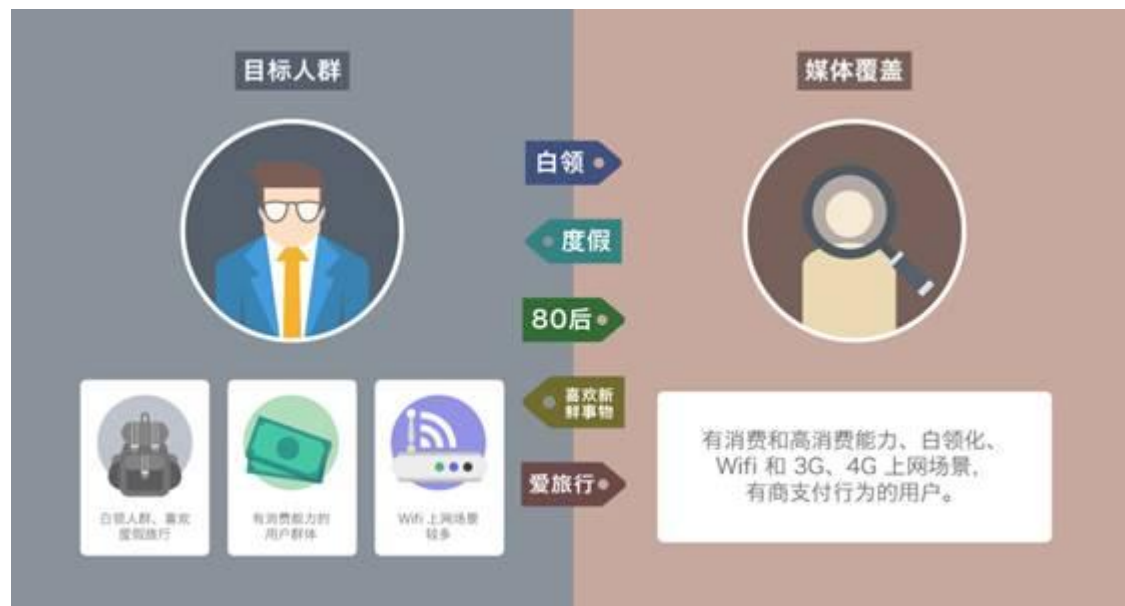 目标人群
白领人群、喜欢
度假旅行
有消费能力的
用户群体
Wifi 上网场景
较多
白领
度假
80后
喜欢新
鲜事物
爱旅行
媒体覆盖
有消费和高消费能力、白领化、
Wifi 和 3G、4G 上网场景，
有商支付行为的用户。